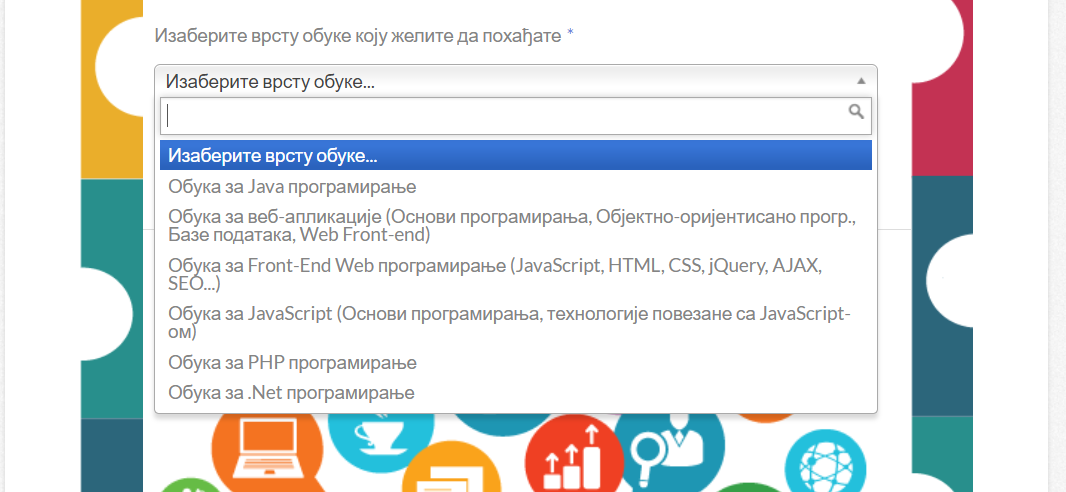 Изаберите врсту обуке коју желите да похађате *
Изаберите врсту обуке...
Изаберите врсту обуке...
Обука за Java програмирање
Обука за веб-апликације (Основи програмирања, Објектно-оријентисано прогр.,
Базе података, Web Front-end)
Обука за Front-End Web програмирање (JavaScript, HTML, CSS, jQuery, AJAX,
SEO...)
Обука за JavaScript (Основи програмирања, технологије повезане са JavaScript-
ом)
Обука за PHP програмирање
Обука за .Net програмирање